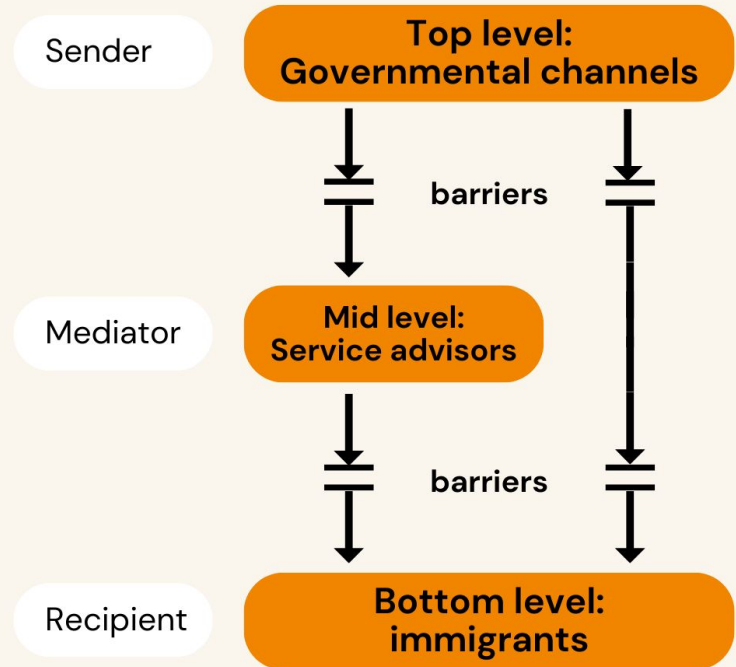 Sender
Top level:
Governmental channels
barriers
Mediator
Mid level:
Service advisors
barriers
Recipient
Bottom level:
immigrants